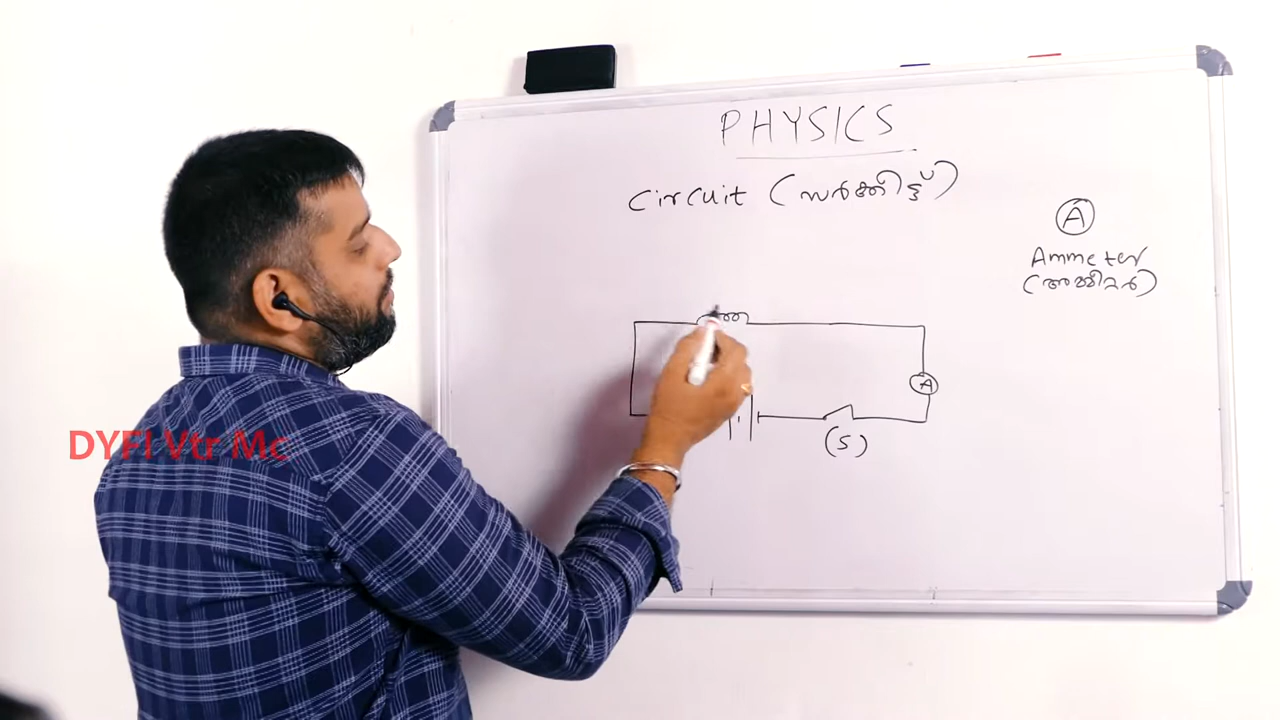 PHYSICS
Circuit (സർക്കീട്ട്)
A
Ammeter
(അമ്മീറ്റർ)
A
(S)
DYFI Vtr Mc